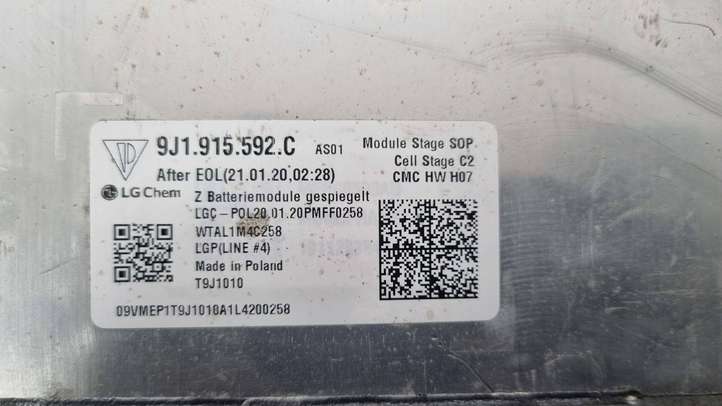 9J1.915.592.C AS01 Module Stage SOP
After EOL(21.01.20,02:28) Cell Stage C2
CMC HW H07
LG Chem Z Batteriemodule gespiegelt
LGC-POL20.01.20PMFF0258
WTAL1M4C258
LGP(LINE #4)
Made in Poland
T9J1010
09VMEP1T9J1018A1L4200258